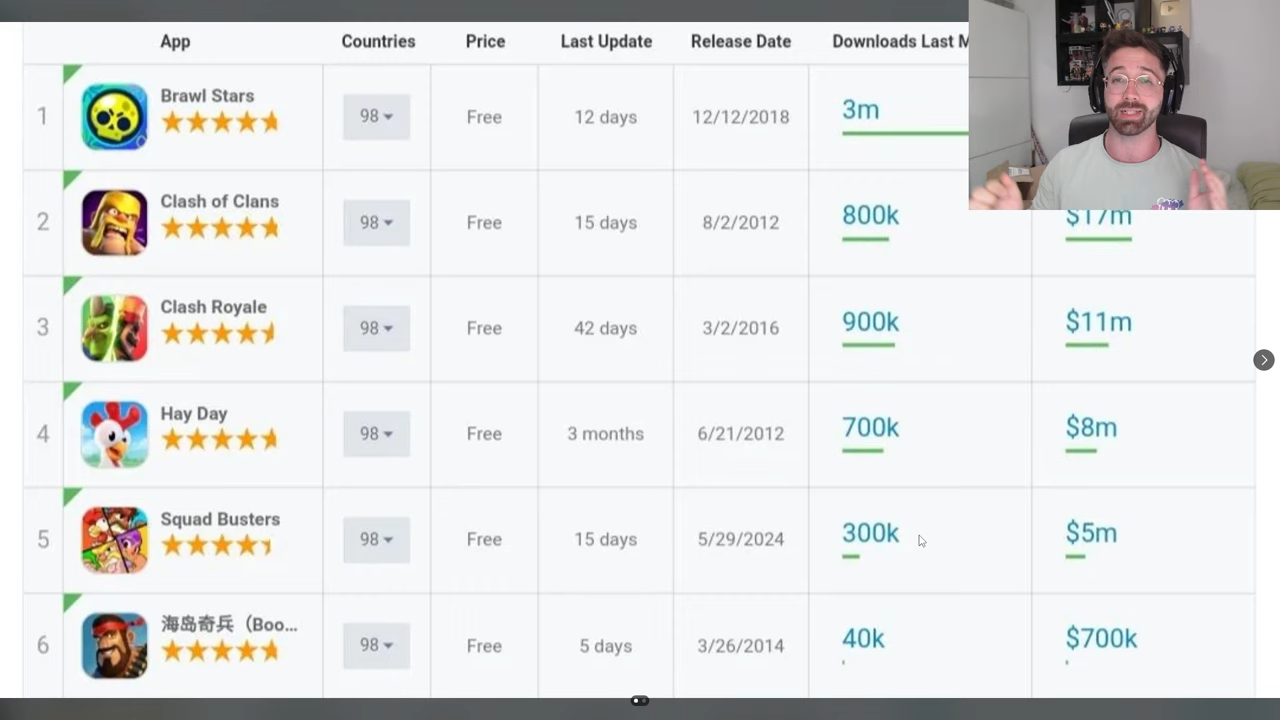 App Countries Price Last Update Release Date Downloads Last M
1 Brawl Stars 98 Free 12 days 12/12/2018 3m
2 Clash of Clans 98 Free 15 days 8/2/2012 800k $17m
3 Clash Royale 98 Free 42 days 3/2/2016 900k $11m
4 Hay Day 98 Free 3 months 6/21/2012 700k $8m
5 Squad Busters 98 Free 15 days 5/29/2024 300k $5m
6 海岛奇兵（Boo... 98 Free 5 days 3/26/2014 40k $700k